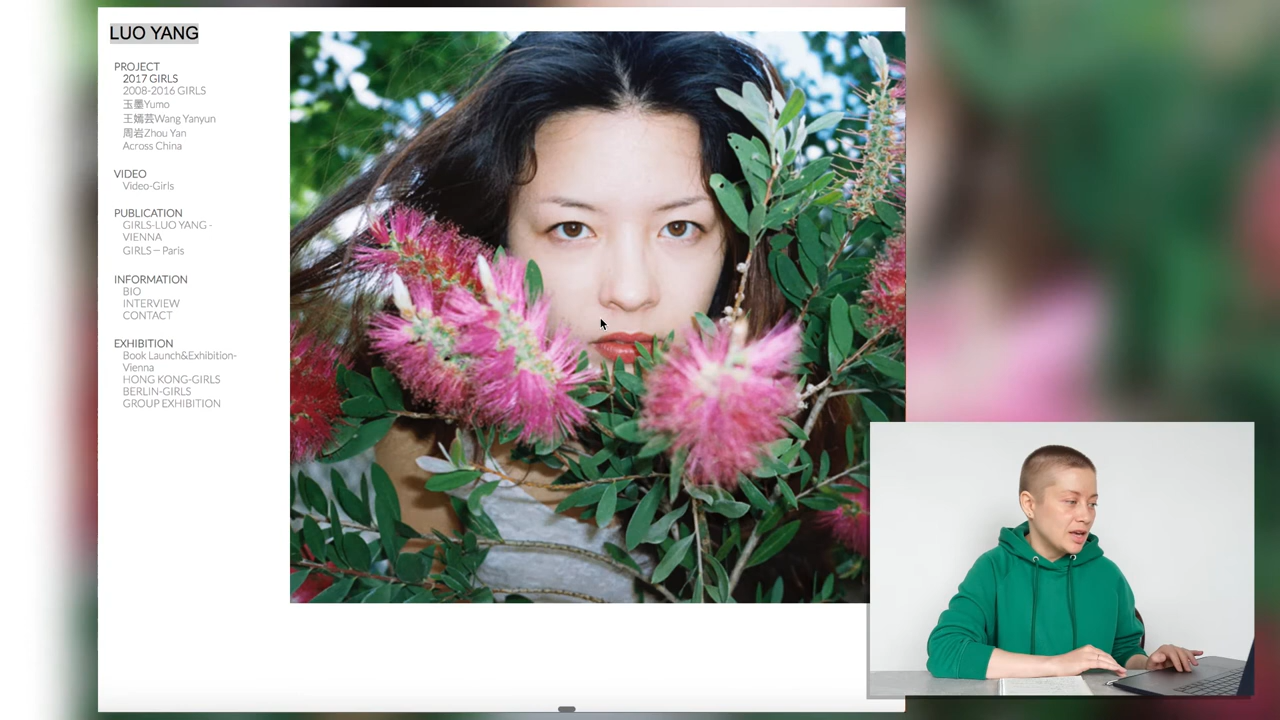 LUO YANG
PROJECT
2017 GIRLS
2008-2016 GIRLS
玉墨Yumo
王嫣芸Wang Yanyun
周岩Zhou Yan
Across China
VIDEO
Video-Girls
PUBLICATION
GIRLS-LUO YANG -
VIENNA
GIRLS – Paris
INFORMATION
BIO
INTERVIEW
CONTACT
EXHIBITION
Book Launch&Exhibition-
Vienna
HONG KONG-GIRLS
BERLIN-GIRLS
GROUP EXHIBITION